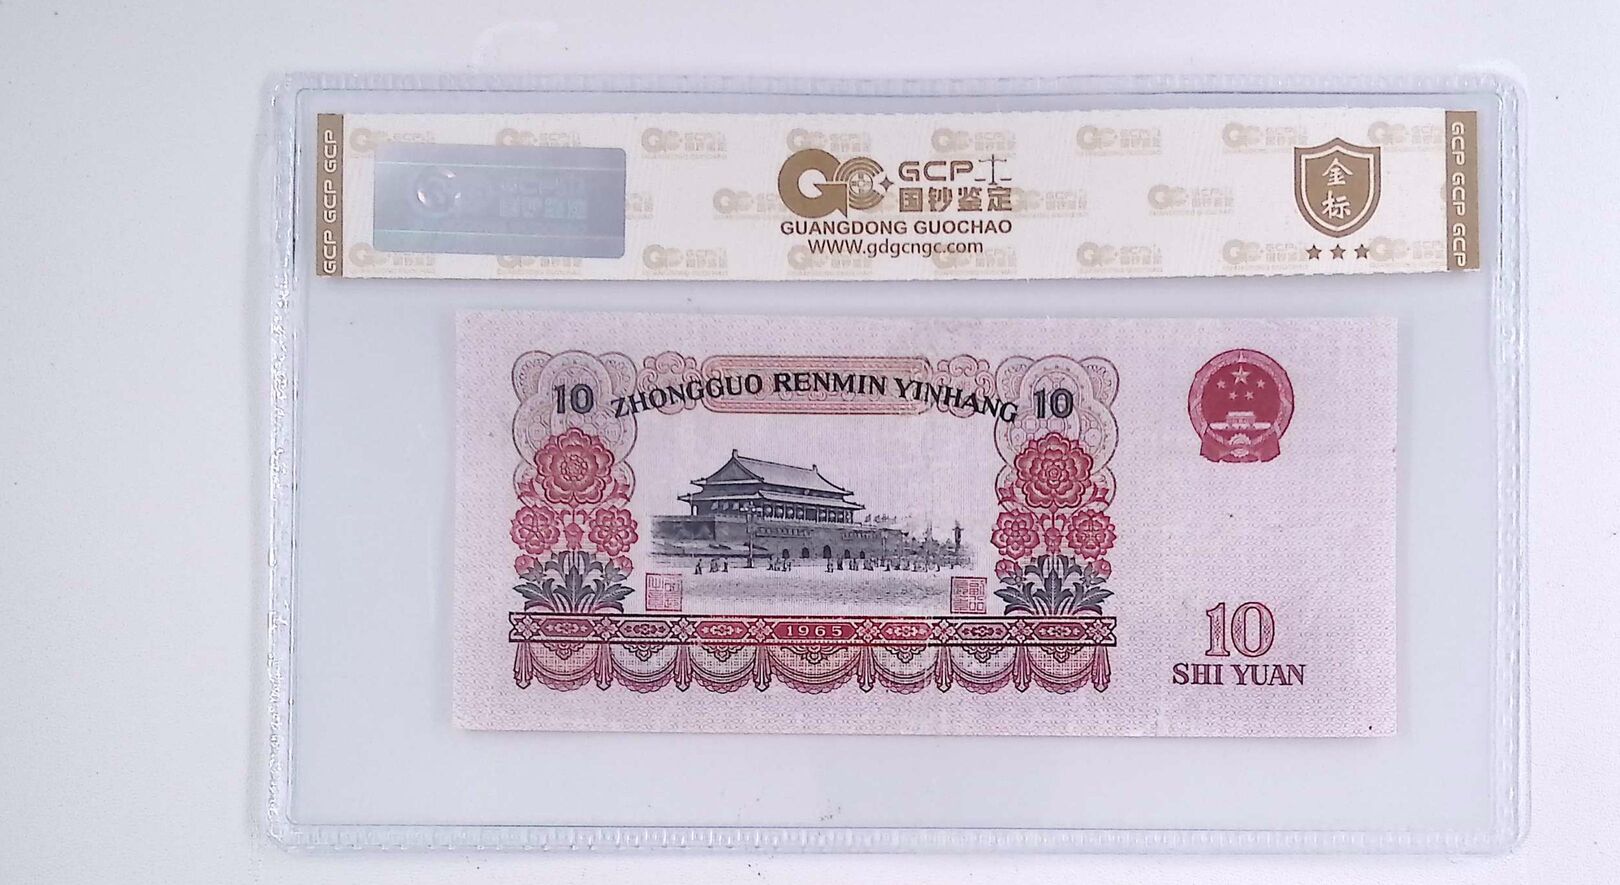 GCP GCP GCP
GCP
国钞鉴定
GUANGDONG GUOCHAO
WWW.gdgcngc.com
金
标
GCP GCP GCP
10
ZHONGGUO RENMIN YINHANG
10
1965
10
SHI YUAN